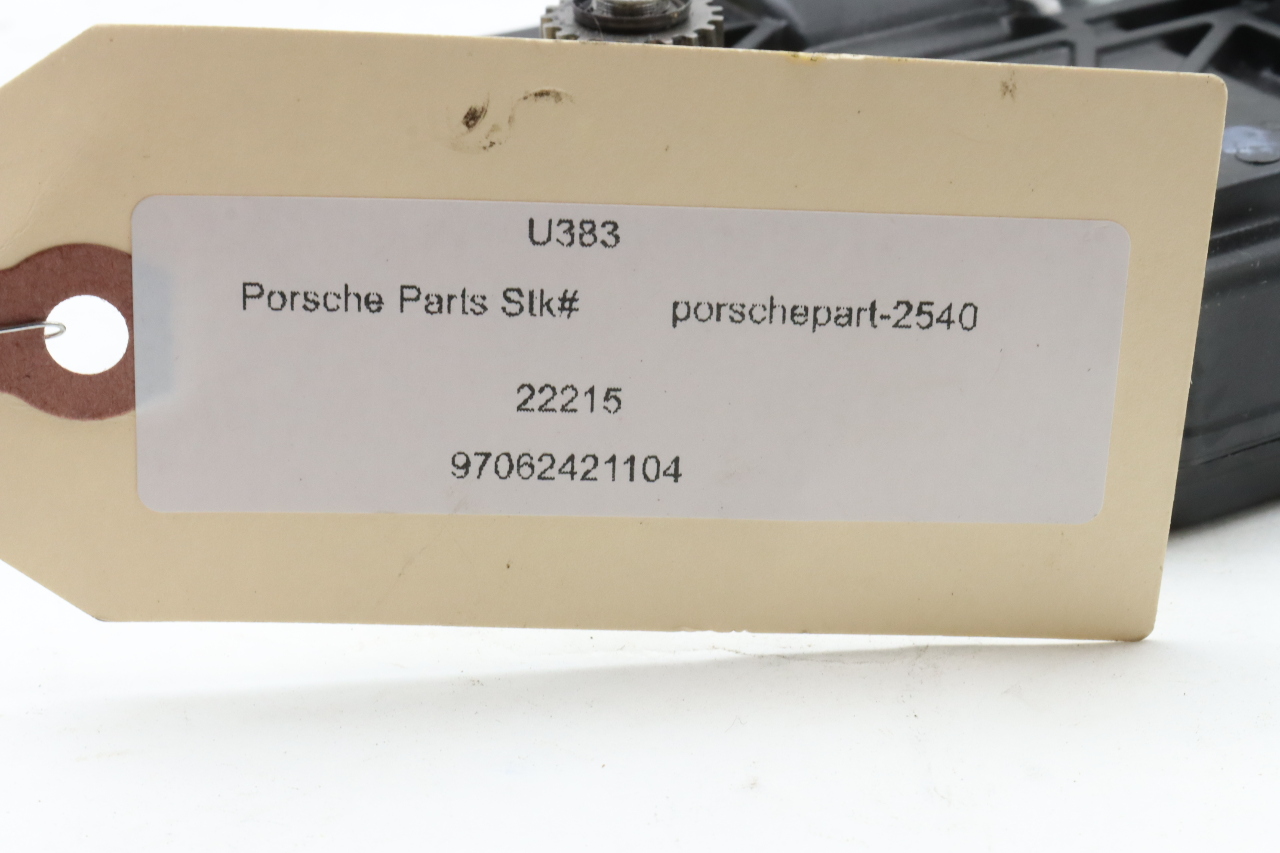 U383
Porsche Parts Stk# porschepart-2540
22215
97062421104